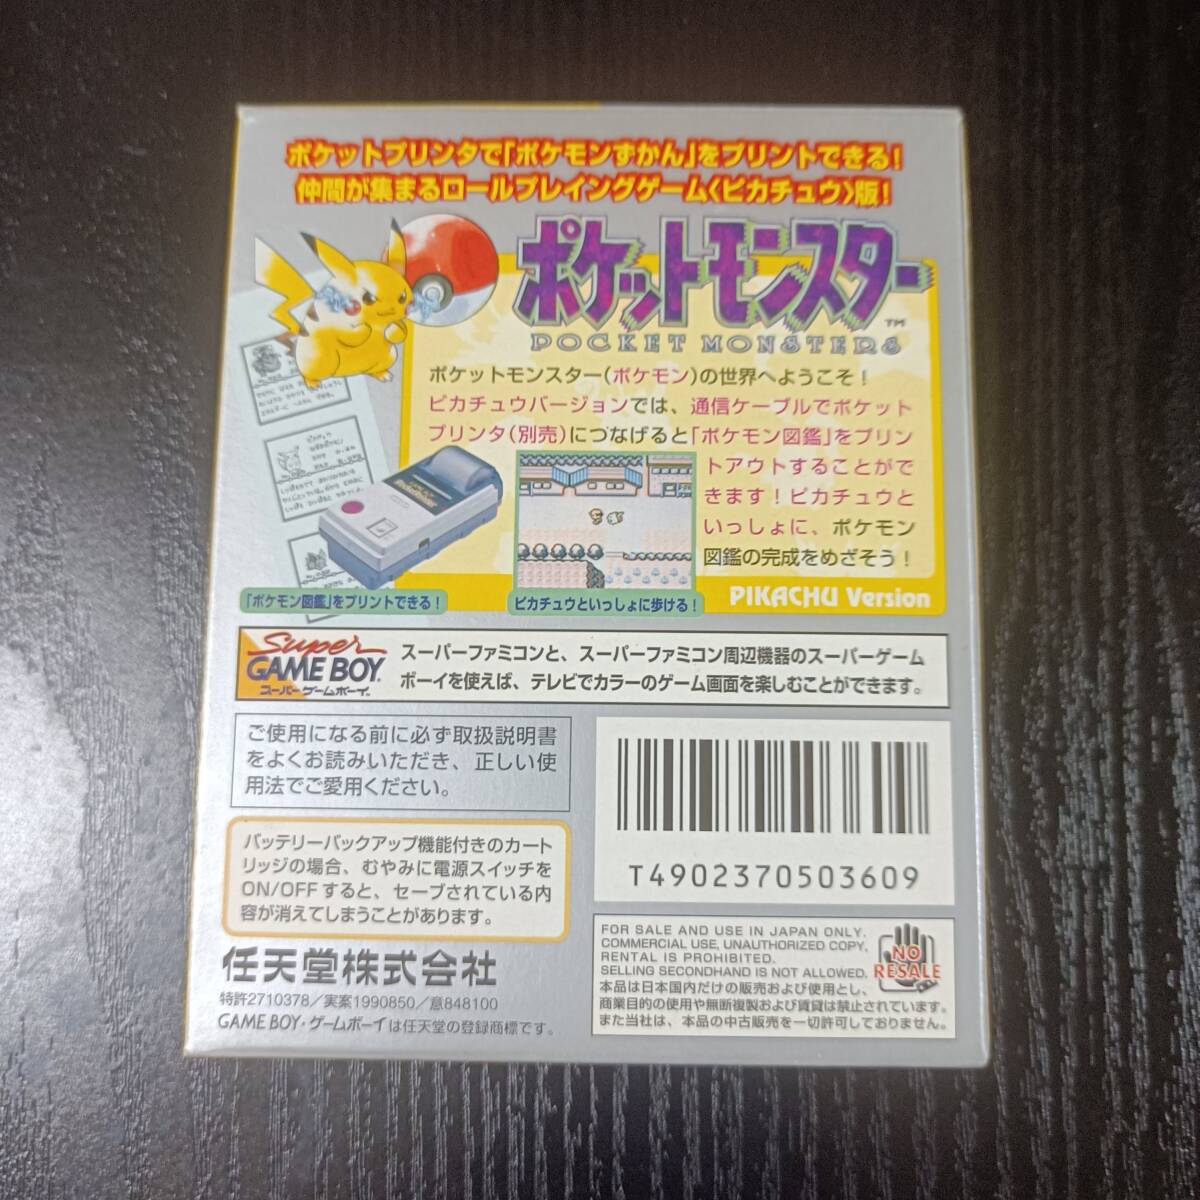 ポケットプリンタで「ポケモンずかん」をプリントできる!
仲間が集まるロールプレイングゲーム〈ピカチュウ〉版!
ポケットモンスター™
POCKET MONSTERS
ポケットモンスター(ポケモン)の世界へようこそ!
ピカチュウバージョンでは、通信ケーブルでポケット
プリンタ(別売)につなげると「ポケモン図鑑」をプリン
トアウトすることがで
きます!ピカチュウと
いっしょに、ポケモン
図鑑の完成をめざそう!
「ポケモン図鑑」をプリントできる!
ピカチュウといっしょに歩ける!
PIKACHU Version
Super
GAME BOY
スーパーゲームボーイ
スーパーファミコンと、スーパーファミコン周辺機器のスーパーゲーム
ボーイを使えば、テレビでカラーのゲーム画面を楽しむことができます。
ご使用になる前に必ず取扱説明書
をよくお読みいただき、正しい使
用法でご愛用ください。
バッテリーバックアップ機能付きのカート
リッジの場合、むやみに電源スイッチを
ON/OFFすると、セーブされている内
容が消えてしまうことがあります。
任天堂株式会社
特許2710378/実案1990850/意848100
GAME BOY・ゲームボーイは任天堂の登録商標です。
T4902370503609
FOR SALE AND USE IN JAPAN ONLY.
COMMERCIAL USE, UNAUTHORIZED COPY,
RENTAL IS PROHIBITED.
SELLING SECONDHAND IS NOT ALLOWED.
NO
RESALE
本品は日本国内だけの販売および使用とし、
商業目的の使用や無断複製および賃貸は禁止されています。
また当社は、本品の中古販売を一切許可しておりません。